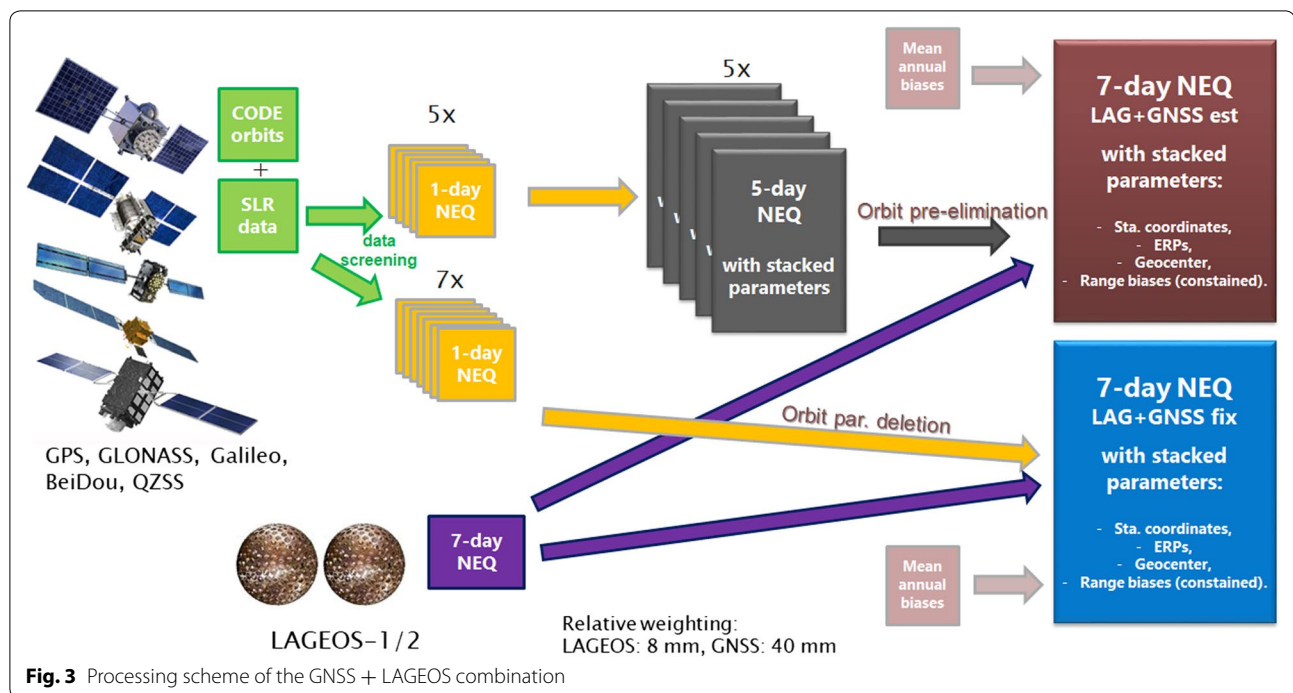 CODE
orbits
+
SLR
data
data
screening
GPS, GLONASS, Galileo,
BeiDou, QZSS
5x
1-day
NEQ
7x
1-day
NEQ
5x
5-day
NEQ
with stacked
parameters
Orbit pre-elimination
Orbit par. deletion
Mean
annual
biases
7-day NEQ
LAG+GNSS est
with stacked
parameters:
- Sta. coordinates,
- ERPs,
- Geocenter,
- Range biases (constained).
7-day NEQ
LAG+GNSS fix
with stacked
parameters:
- Sta. coordinates,
- ERPs,
- Geocenter,
- Range biases (constained).
Mean
annual
biases
7-day
NEQ
LAGEOS-1/2
Relative weighting:
LAGEOS: 8 mm, GNSS: 40 mm
Fig. 3 Processing scheme of the GNSS + LAGEOS combination